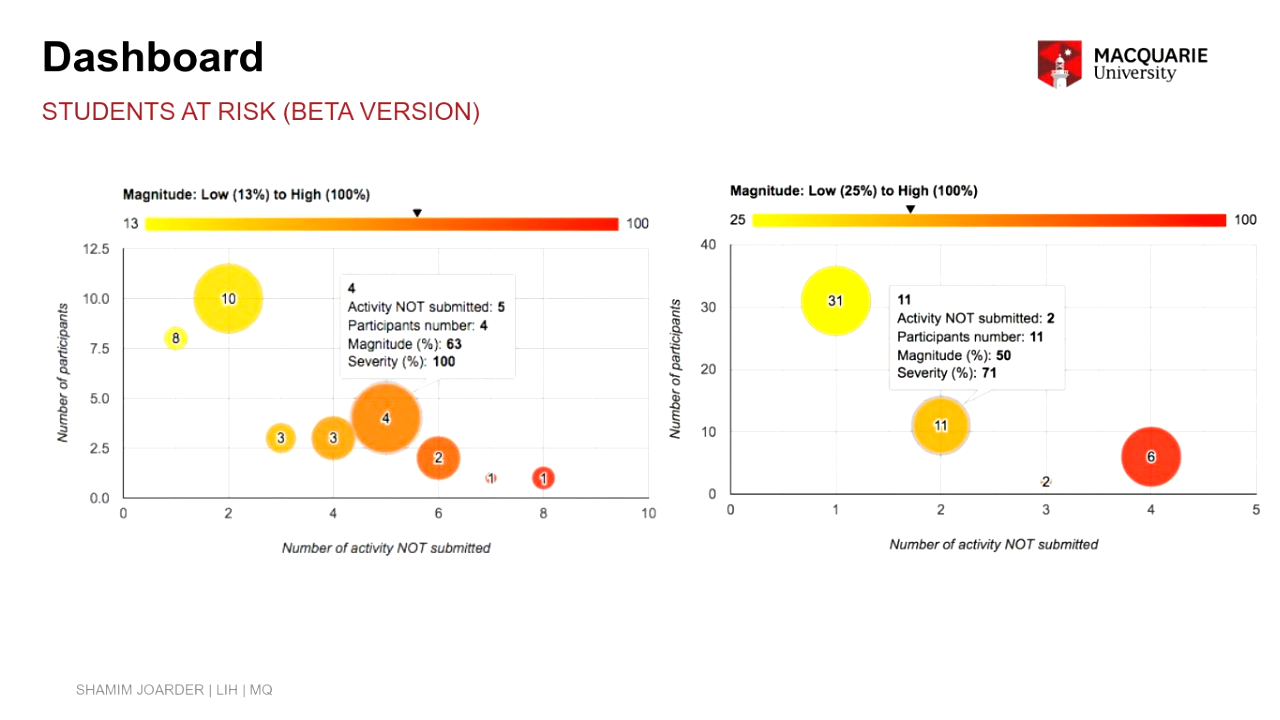 Dashboard
STUDENTS AT RISK (BETA VERSION)
MACQUARIE
University
Magnitude: Low (13%) to High (100%)
13
100
12.5
10.0
7.5
5.0
2.5
0.0
Number of participants
10
8
4
Activity NOT submitted: 5
Participants number: 4
Magnitude (%): 63
Severity (%): 100
3
3
4
2
1
1
0
2
4
6
8
10
Number of activity NOT submitted
Magnitude: Low (25%) to High (100%)
25
100
40
30
20
10
0
Number of participants
31
11
Activity NOT submitted: 2
Participants number: 11
Magnitude (%): 50
Severity (%): 71
11
2
6
0
1
2
3
4
5
Number of activity NOT submitted
SHAMIM JOARDER | LIH | MQ